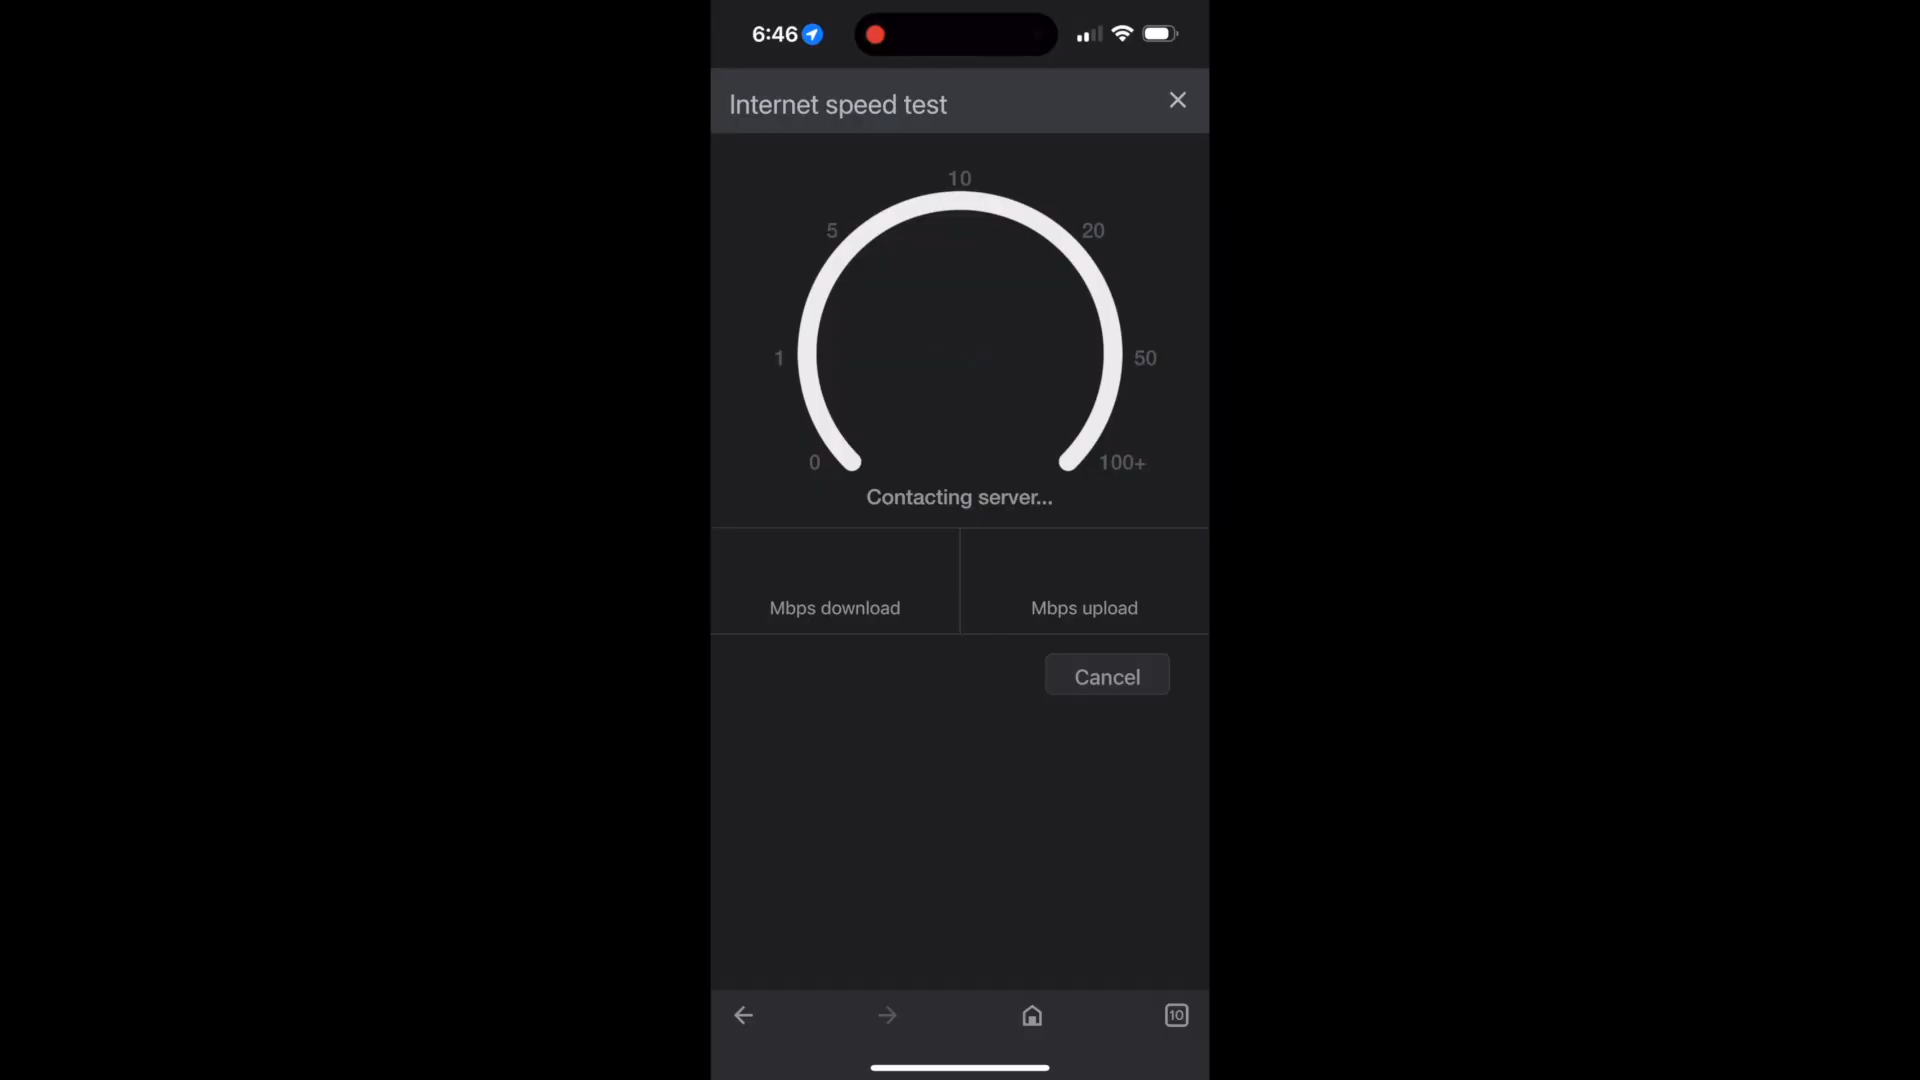 6:46
Internet speed test
10
5
20
1
50
0
100+
Contacting server...
Mbps download
Mbps upload
Cancel
10